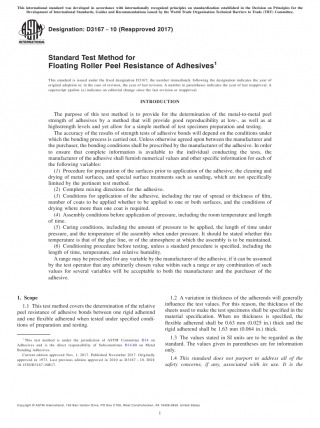 This international standard was developed in accordance with internationally recognized principles on standardization established in the Decision on Principles for the
Development of International Standards, Guides and Recommendations issued by the World Trade Organization Technical Barriers to Trade (TBT) Committee.
Designation: D3167 − 10 (Reapproved 2017)
INTERNATIONAL
Standard Test Method for
Floating Roller Peel Resistance of Adhesives1
This standard is issued under the fixed designation D3167; the number immediately following the designation indicates the year of
original adoption or, in the case of revision, the year of last revision. A number in parentheses indicates the year of last reapproval. A
superscript epsilon (ε) indicates an editorial change since the last revision or reapproval.
INTRODUCTION
The purpose of this test method is to provide for the determination of the metal-to-metal peel
strength of adhesives by a method that will provide good reproducibility at low-, as well as at
highstrength levels and yet allow for a simple method of test specimen preparation and testing.
The accuracy of the results of strength tests of adhesive bonds will depend on the conditions under
which the bonding process is carried out. Unless otherwise agreed upon between the manufacturer and
the purchaser, the bonding conditions shall be prescribed by the manufacturer of the adhesive. In order
to ensure that complete information is available to the individual conducting the tests, the
manufacturer of the adhesive shall furnish numerical values and other specific information for each of
the following variables:
(1) Procedure for preparation of the surfaces prior to application of the adhesive, the cleaning and
drying of metal surfaces, and special surface treatments such as sanding, which are not specifically
limited by the pertinent test method.
(2) Complete mixing directions for the adhesive.
(3) Conditions for application of the adhesive, including the rate of spread or thickness of film,
number of coats to be applied whether to be applied to one or both surfaces, and the conditions of
drying where more than one coat is required.
(4) Assembly conditions before application of pressure, including the room temperature and length
of time.
(5) Curing conditions, including the amount of pressure to be applied, the length of time under
pressure, and the temperature of the assembly when under pressure. It should be stated whether this
temperature is that of the glue line, or of the atmosphere at which the assembly is to be maintained.
(6) Conditioning procedure before testing, unless a standard procedure is specified, including the
length of time, temperature, and relative humidity.
A range may be prescribed for any variable by the manufacturer of the adhesive, if it can be assumed
by the test operator that any arbitrarily chosen value within such a range or any combination of such
values for several variables will be acceptable to both the manufacturer and the purchaser of the
adhesive.
1. Scope
1.1 This test method covers the determination of the relative
peel resistance of adhesive bonds between one rigid adherend
and one flexible adherend when tested under specified condi-
tions of preparation and testing.
1 This test method is under the jurisdiction of ASTM Committee D14 on
Adhesives and is the direct responsibility of Subcommittee D14.80 on Metal
Bonding Adhesives.
Current edition approved Nov. 1, 2017. Published November 2017. Originally
approved in 1973. Last previous edition approved in 2010 as D3167 – 10. DOI:
10.1520/D3167-10R17.
1.2 A variation in thickness of the adherends will generally
influence the test values. For this reason, the thickness of the
sheets used to make the test specimens shall be specified in the
material specification. When no thickness is specified, the
flexible adherend shall be 0.63 mm (0.025 in.) thick and the
rigid adherend shall be 1.63 mm (0.064 in.) thick.
1.3 The values stated in SI units are to be regarded as the
standard. The values given in parentheses are for information
only.
1.4 This standard does not purport to address all of the
safety concerns, if any, associated with its use. It is the
Copyright © ASTM International, 100 Barr Harbor Drive, PO Box C700, West Conshohocken, PA 19428-2959. United States
1